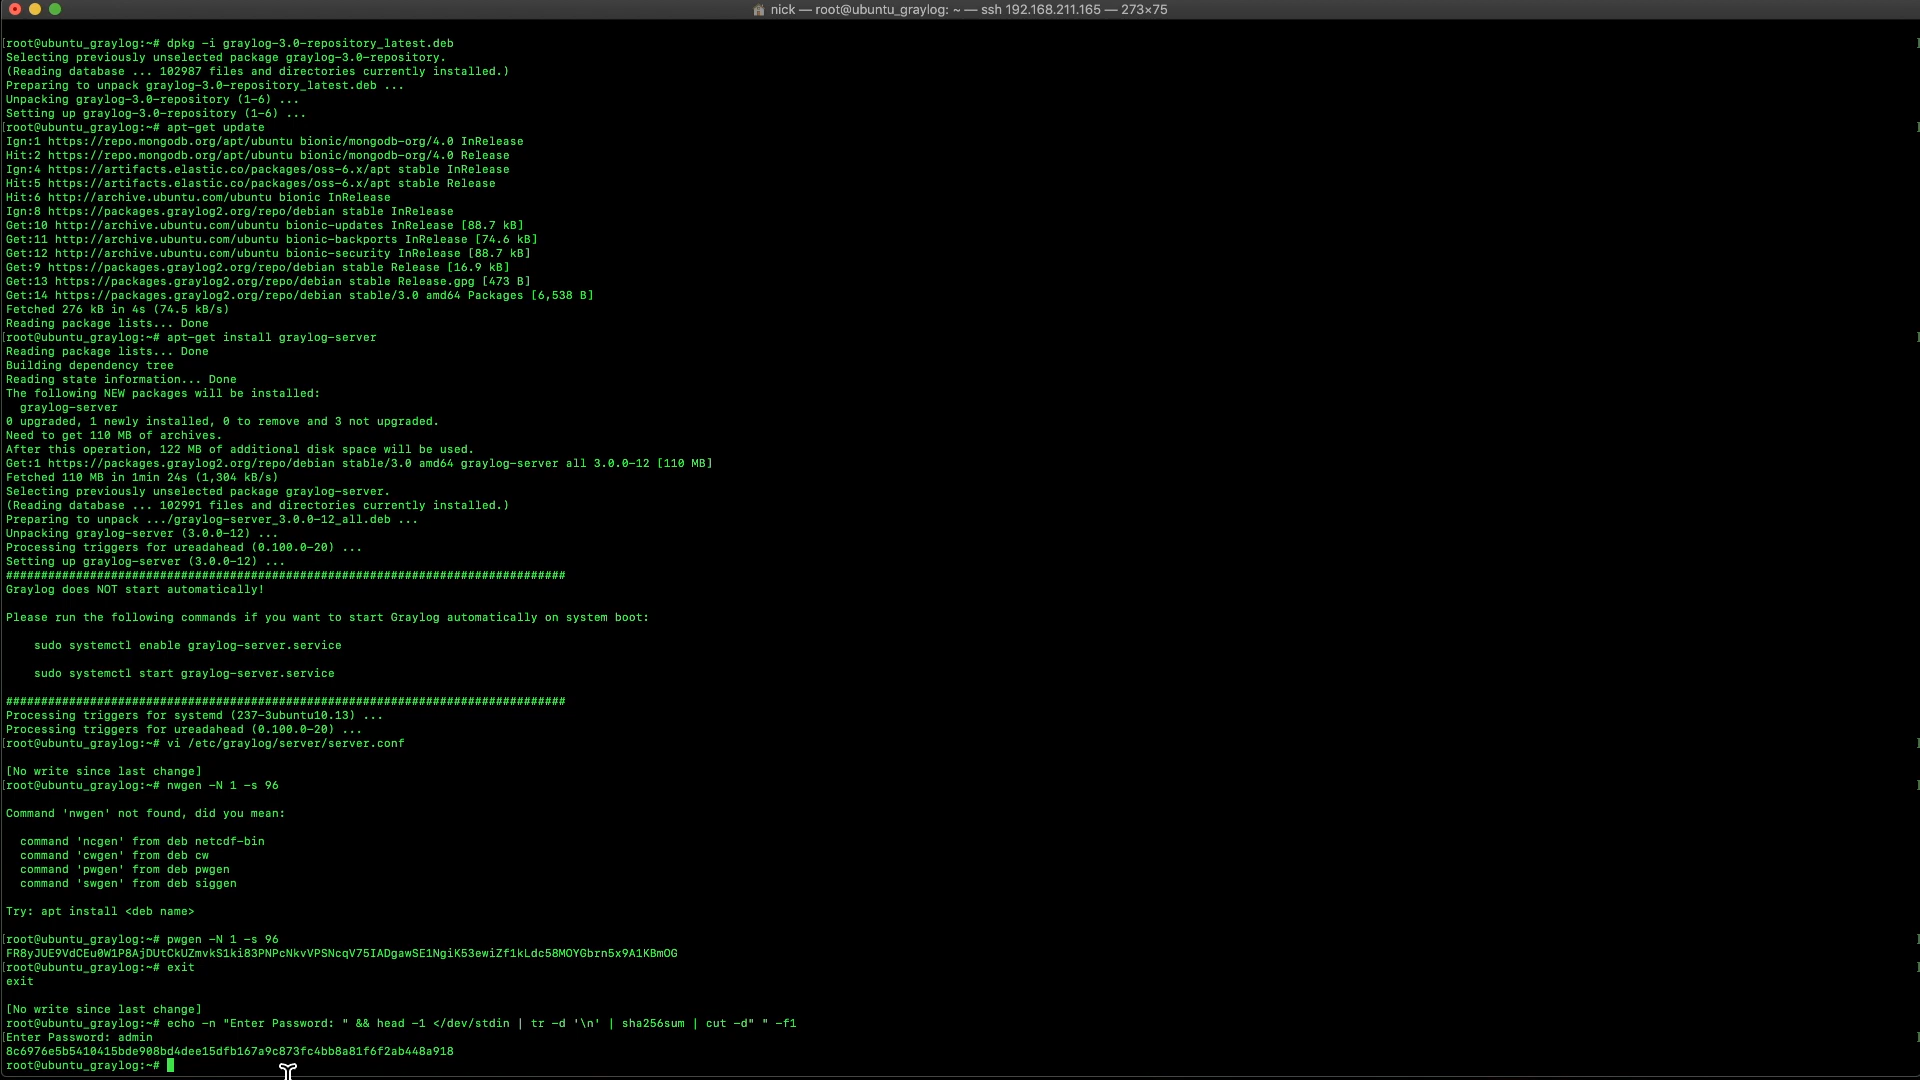 nick — root@ubuntu_graylog: ~ — ssh 192.168.211.165 — 273×75
[root@ubuntu_graylog:~# dpkg -i graylog-3.0-repository_latest.deb
Selecting previously unselected package graylog-3.0-repository.
(Reading database ... 102987 files and directories currently installed.)
Preparing to unpack graylog-3.0-repository_latest.deb ...
Unpacking graylog-3.0-repository (1-6) ...
Setting up graylog-3.0-repository (1-6) ...
[root@ubuntu_graylog:~# apt-get update
Ign:1 https://repo.mongodb.org/apt/ubuntu bionic/mongodb-org/4.0 InRelease
Hit:2 https://repo.mongodb.org/apt/ubuntu bionic/mongodb-org/4.0 Release
Ign:4 https://artifacts.elastic.co/packages/oss-6.x/apt stable InRelease
Hit:5 https://artifacts.elastic.co/packages/oss-6.x/apt stable Release
Hit:6 http://archive.ubuntu.com/ubuntu bionic InRelease
Ign:8 https://packages.graylog2.org/repo/debian stable InRelease
Get:10 http://archive.ubuntu.com/ubuntu bionic-updates InRelease [88.7 kB]
Get:11 http://archive.ubuntu.com/ubuntu bionic-backports InRelease [74.6 kB]
Get:12 http://archive.ubuntu.com/ubuntu bionic-security InRelease [88.7 kB]
Get:9 https://packages.graylog2.org/repo/debian stable Release [16.9 kB]
Get:13 https://packages.graylog2.org/repo/debian stable Release.gpg [473 B]
Get:14 https://packages.graylog2.org/repo/debian stable/3.0 amd64 Packages [6,538 B]
Fetched 276 kB in 4s (74.5 kB/s)
Reading package lists... Done
[root@ubuntu_graylog:~# apt-get install graylog-server
Reading package lists... Done
Building dependency tree
Reading state information... Done
The following NEW packages will be installed:
graylog-server
0 upgraded, 1 newly installed, 0 to remove and 3 not upgraded.
Need to get 110 MB of archives.
After this operation, 122 MB of additional disk space will be used.
Get:1 https://packages.graylog2.org/repo/debian stable/3.0 amd64 graylog-server all 3.0.0-12 [110 MB]
Fetched 110 MB in 1min 24s (1,304 kB/s)
Selecting previously unselected package graylog-server.
(Reading database ... 102991 files and directories currently installed.)
Preparing to unpack .../graylog-server_3.0.0-12_all.deb ...
Unpacking graylog-server (3.0.0-12) ...
Processing triggers for ureadahead (0.100.0-20) ...
Setting up graylog-server (3.0.0-12) ...
################################################################################
Graylog does NOT start automatically!
Please run the following commands if you want to start Graylog automatically on system boot:
sudo systemctl enable graylog-server.service
sudo systemctl start graylog-server.service
################################################################################
Processing triggers for systemd (237-3ubuntu10.13) ...
Processing triggers for ureadahead (0.100.0-20) ...
[root@ubuntu_graylog:~# vi /etc/graylog/server/server.conf
[No write since last change]
[root@ubuntu_graylog:~# nwgen -N 1 -s 96
Command 'nwgen' not found, did you mean:
command 'ncgen' from deb netcdf-bin
command 'cwgen' from deb cw
command 'pwgen' from deb pwgen
command 'swgen' from deb siggen
Try: apt install <deb name>
[root@ubuntu_graylog:~# pwgen -N 1 -s 96
FR8yJUE9VdCEu0W1P8AjDUtCkUZmvkS1ki83PNPcNkvVPSNcqV75IADgawSE1NgiK53ewiZf1kLdc58MOYGbrn5x9A1KBmOG
[root@ubuntu_graylog:~# exit
exit
[No write since last change]
root@ubuntu_graylog:~# echo -n "Enter Password: " && head -1 </dev/stdin | tr -d '\n' | sha256sum | cut -d" " -f1
[Enter Password: admin
8c6976e5b5410415bde908bd4dee15dfb167a9c873fc4bb8a81f6f2ab448a918
root@ubuntu_graylog:~#